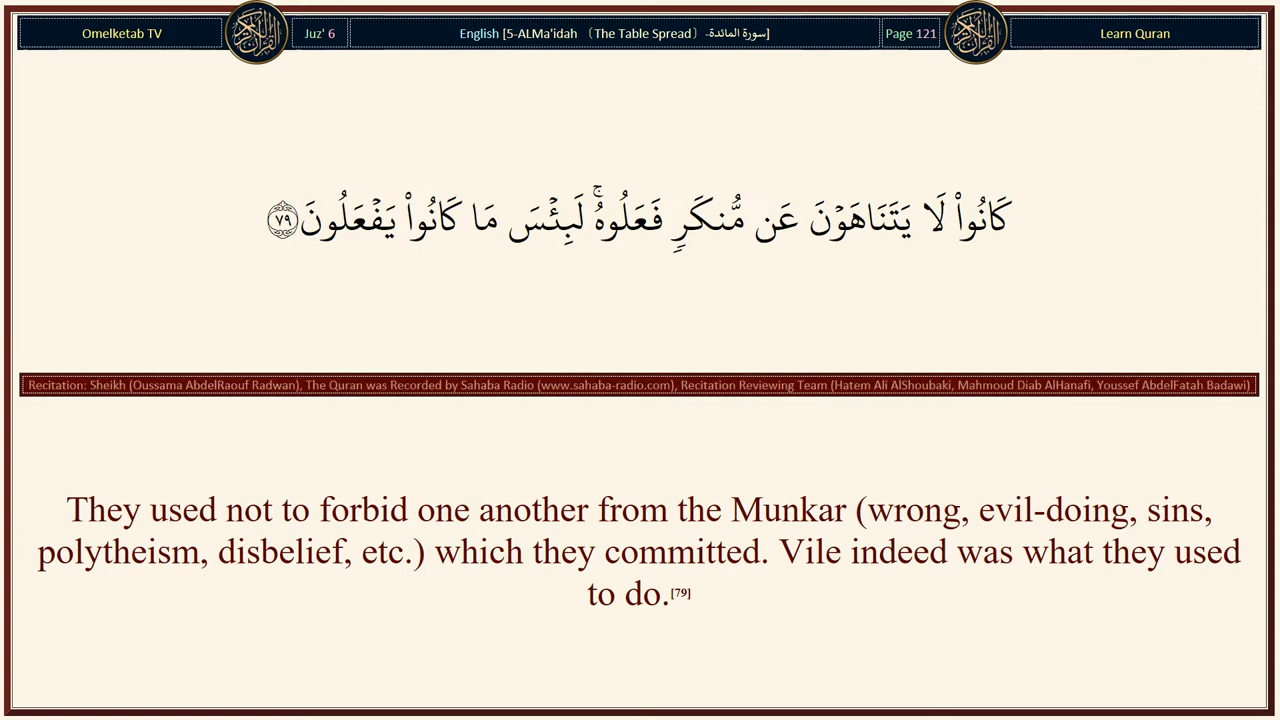 Omelketab TV
Juz' 6
English [5-ALMa'idah （The Table Spread） -سورة المائدة]
Page 121
Learn Quran
كَانُوا۟ لَا يَتَنَاهَوْنَ عَن مُّنكَرٍۢ فَعَلُوهُ ۚ لَبِئْسَ مَا كَانُوا۟ يَفْعَلُونَ ٧٩
Recitation: Sheikh (Oussama AbdelRaouf Radwan), The Quran was Recorded by Sahaba Radio (www.sahaba-radio.com), Recitation Reviewing Team (Hatem Ali AlShoubaki, Mahmoud Diab AlHanafi, Youssef AbdelFatah Badawi)
They used not to forbid one another from the Munkar (wrong, evil-doing, sins,
polytheism, disbelief, etc.) which they committed. Vile indeed was what they used
to do.[79]